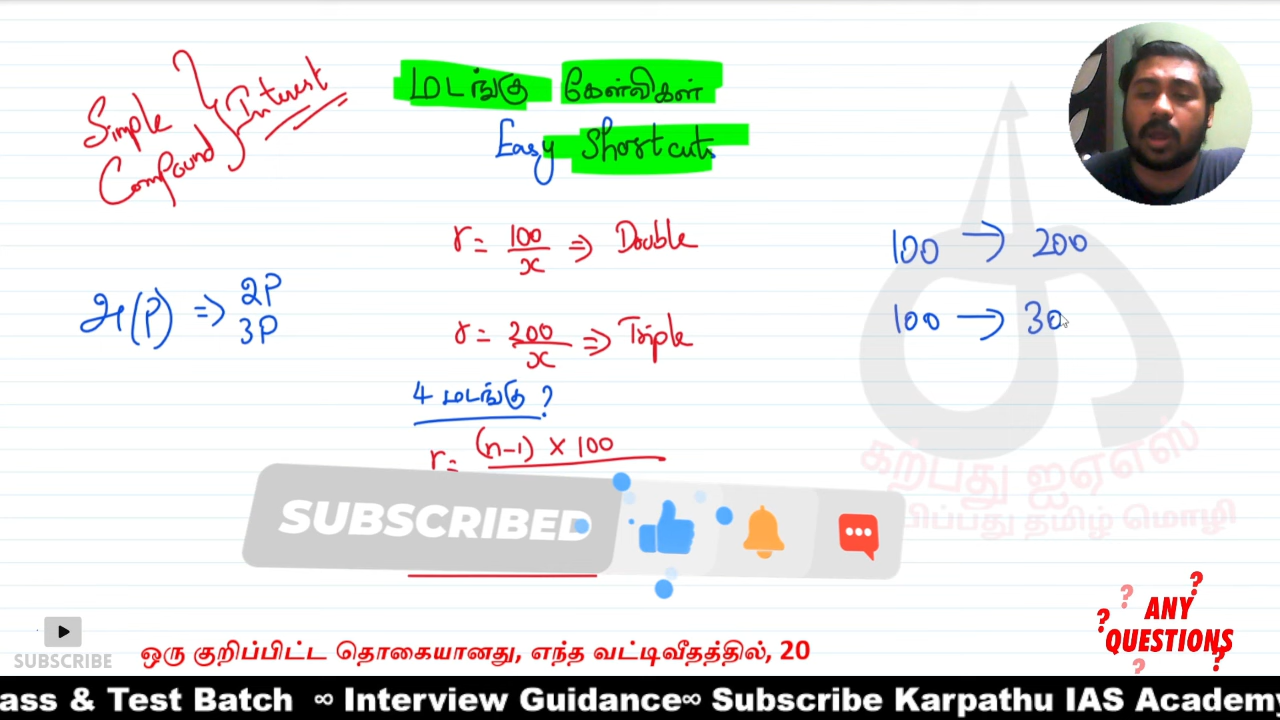 Simple
Compound
Interest
மடங்கு கேள்விகள்
Easy Shortcuts
r = 100/x ⇒ Double
அ(P) ⇒ 2P
3P
r = 200/x ⇒ Triple
4 மடங்கு ?
r = (n-1) × 100
100 → 200
100 → 30
கற்பது ஐஏஎஸ்
பிப்பது தமிழ் மொழி
SUBSCRIBED
SUBSCRIBE
? ? ? ? ? ?
ANY
QUESTIONS
ஒரு குறிப்பிட்ட தொகையானது, எந்த வட்டிவீதத்தில், 20
ass & Test Batch ∞ Interview Guidance∞ Subscribe Karpathu IAS Academy